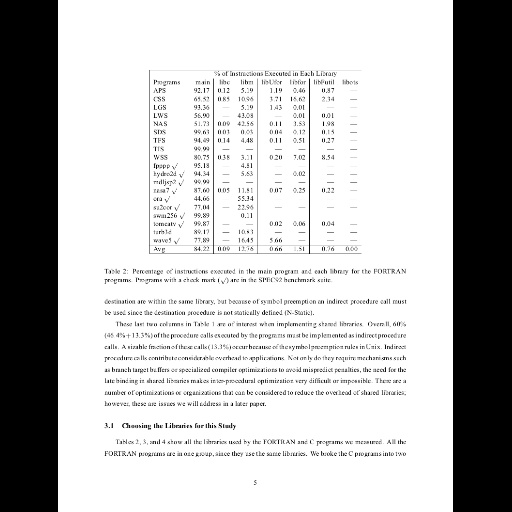 % of Instructions Executed in Each Library
Programs main libc libm libUfor libfor libFutil libots
APS 92.17 0.12 5.19 1.19 0.46 0.87 —
CSS 65.52 0.85 10.96 3.71 16.62 2.34 —
LGS 93.36 — 5.19 1.43 0.01 — —
LWS 56.90 — 43.08 — 0.01 0.01 —
NAS 51.73 0.09 42.56 0.11 3.53 1.98 —
SDS 99.63 0.03 0.03 0.04 0.12 0.15 —
TFS 94.49 0.14 4.48 0.11 0.51 0.27 —
TIS 99.99 — — — — — —
WSS 80.75 0.38 3.11 0.20 7.02 8.54 —
fpppp √ 95.18 4.81
hydro2d √ 94.34 — 5.63 — 0.02 — —
mdljsp2 √ 99.99 — — — — — —
nasa7 √ 87.60 0.05 11.81 0.07 0.25 0.22 —
ora √ 44.66 55.34
su2cor √ 77.04 — 22.96 — — — —
swm256 √ 99.89 0.11
tomcatv √ 99.87 — — 0.02 0.06 0.04 —
turb3d 89.17 — 10.83 — — — —
wave5 √ 77.89 — 16.45 5.66 — — —
Avg 84.22 0.09 12.76 0.66 1.51 0.76 0.00
Table 2: Percentage of instructions executed in the main program and each library for the FORTRAN
programs. Programs with a check mark (√) are in the SPEC92 benchmark suite.
destination are within the same library, but because of symbol preemption an indirect procedure call must
be used since the destination procedure is not statically defined (N-Static).
These last two columns in Table 1 are of interest when implementing shared libraries. Overall, 60%
(46.4% + 13.3%) of the procedure calls executed by the programs must be implemented as indirect procedure
calls. A sizable fraction of these calls (13.3%) occur because of the symbol preemption rules in Unix. Indirect
procedure calls contribute considerable overhead to applications. Not only do they require mechanisms such
as branch target buffers or specialized compiler optimizations to avoid mispredict penalties, the need for the
late binding in shared libraries makes inter-procedural optimization very difficult or impossible. There are a
number of optimizations or organizations that can be considered to reduce the overhead of shared libraries;
however, these are issues we will address in a later paper.
3.1 Choosing the Libraries for this Study
Tables 2, 3, and 4 show all the libraries used by the FORTRAN and C programs we measured. All the
FORTRAN programs are in one group, since they use the same libraries. We broke the C programs into two
5